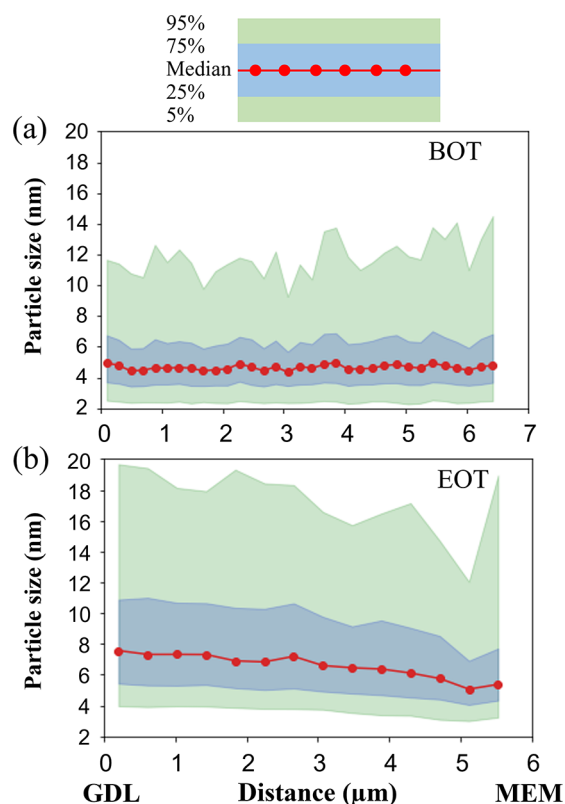 95%
75%
Median
25%
5%
(a)
BOT
20
18
16
14
12
10
8
6
4
2
Particle size (nm)
0 1 2 3 4 5 6 7
(b)
EOT
20
18
16
14
12
10
8
6
4
2
Particle size (nm)
0 1 2 3 4 5 6
GDL Distance (µm) MEM